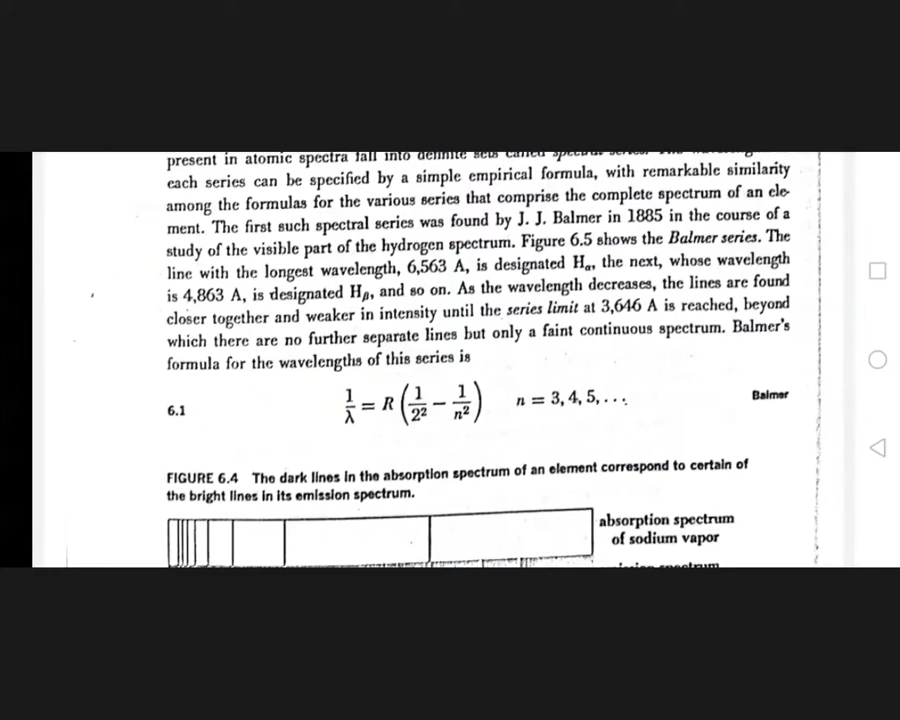 present in atomic spectra fall into definite sets called spectral series. The
each series can be specified by a simple empirical formula, with remarkable similarity
among the formulas for the various series that comprise the complete spectrum of an ele-
ment. The first such spectral series was found by J. J. Balmer in 1885 in the course of a
study of the visible part of the hydrogen spectrum. Figure 6.5 shows the Balmer series. The
line with the longest wavelength, 6,563 A, is designated Hα, the next, whose wavelength
is 4,863 A, is designated Hβ, and so on. As the wavelength decreases, the lines are found
closer together and weaker in intensity until the series limit at 3,646 A is reached, beyond
which there are no further separate lines but only a faint continuous spectrum. Balmer's
formula for the wavelengths of this series is
6.1 1/λ = R (1/2² − 1/n²) n = 3, 4, 5, . . . Balmer
FIGURE 6.4 The dark lines in the absorption spectrum of an element correspond to certain of
the bright lines in its emission spectrum.
absorption spectrum
of sodium vapor